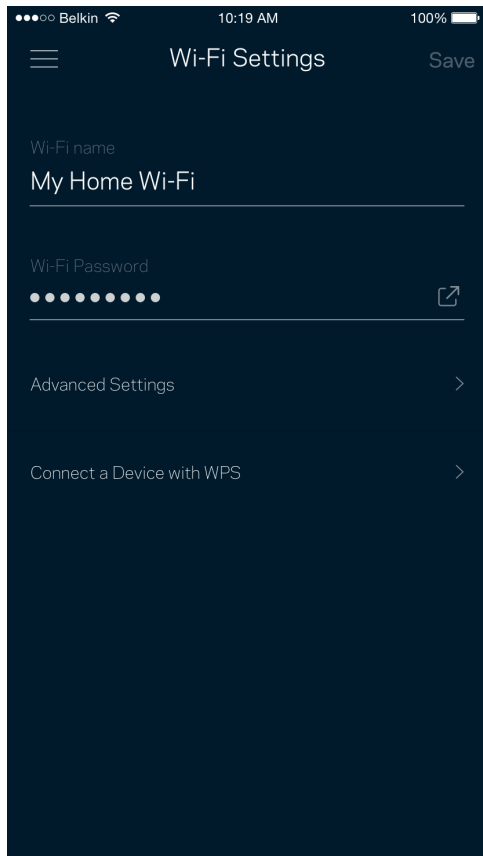 Belkin 10:19 AM 100%
Wi-Fi Settings Save
Wi-Fi name
My Home Wi-Fi
Wi-Fi Password
●●●●●●●●●
Advanced Settings
Connect a Device with WPS